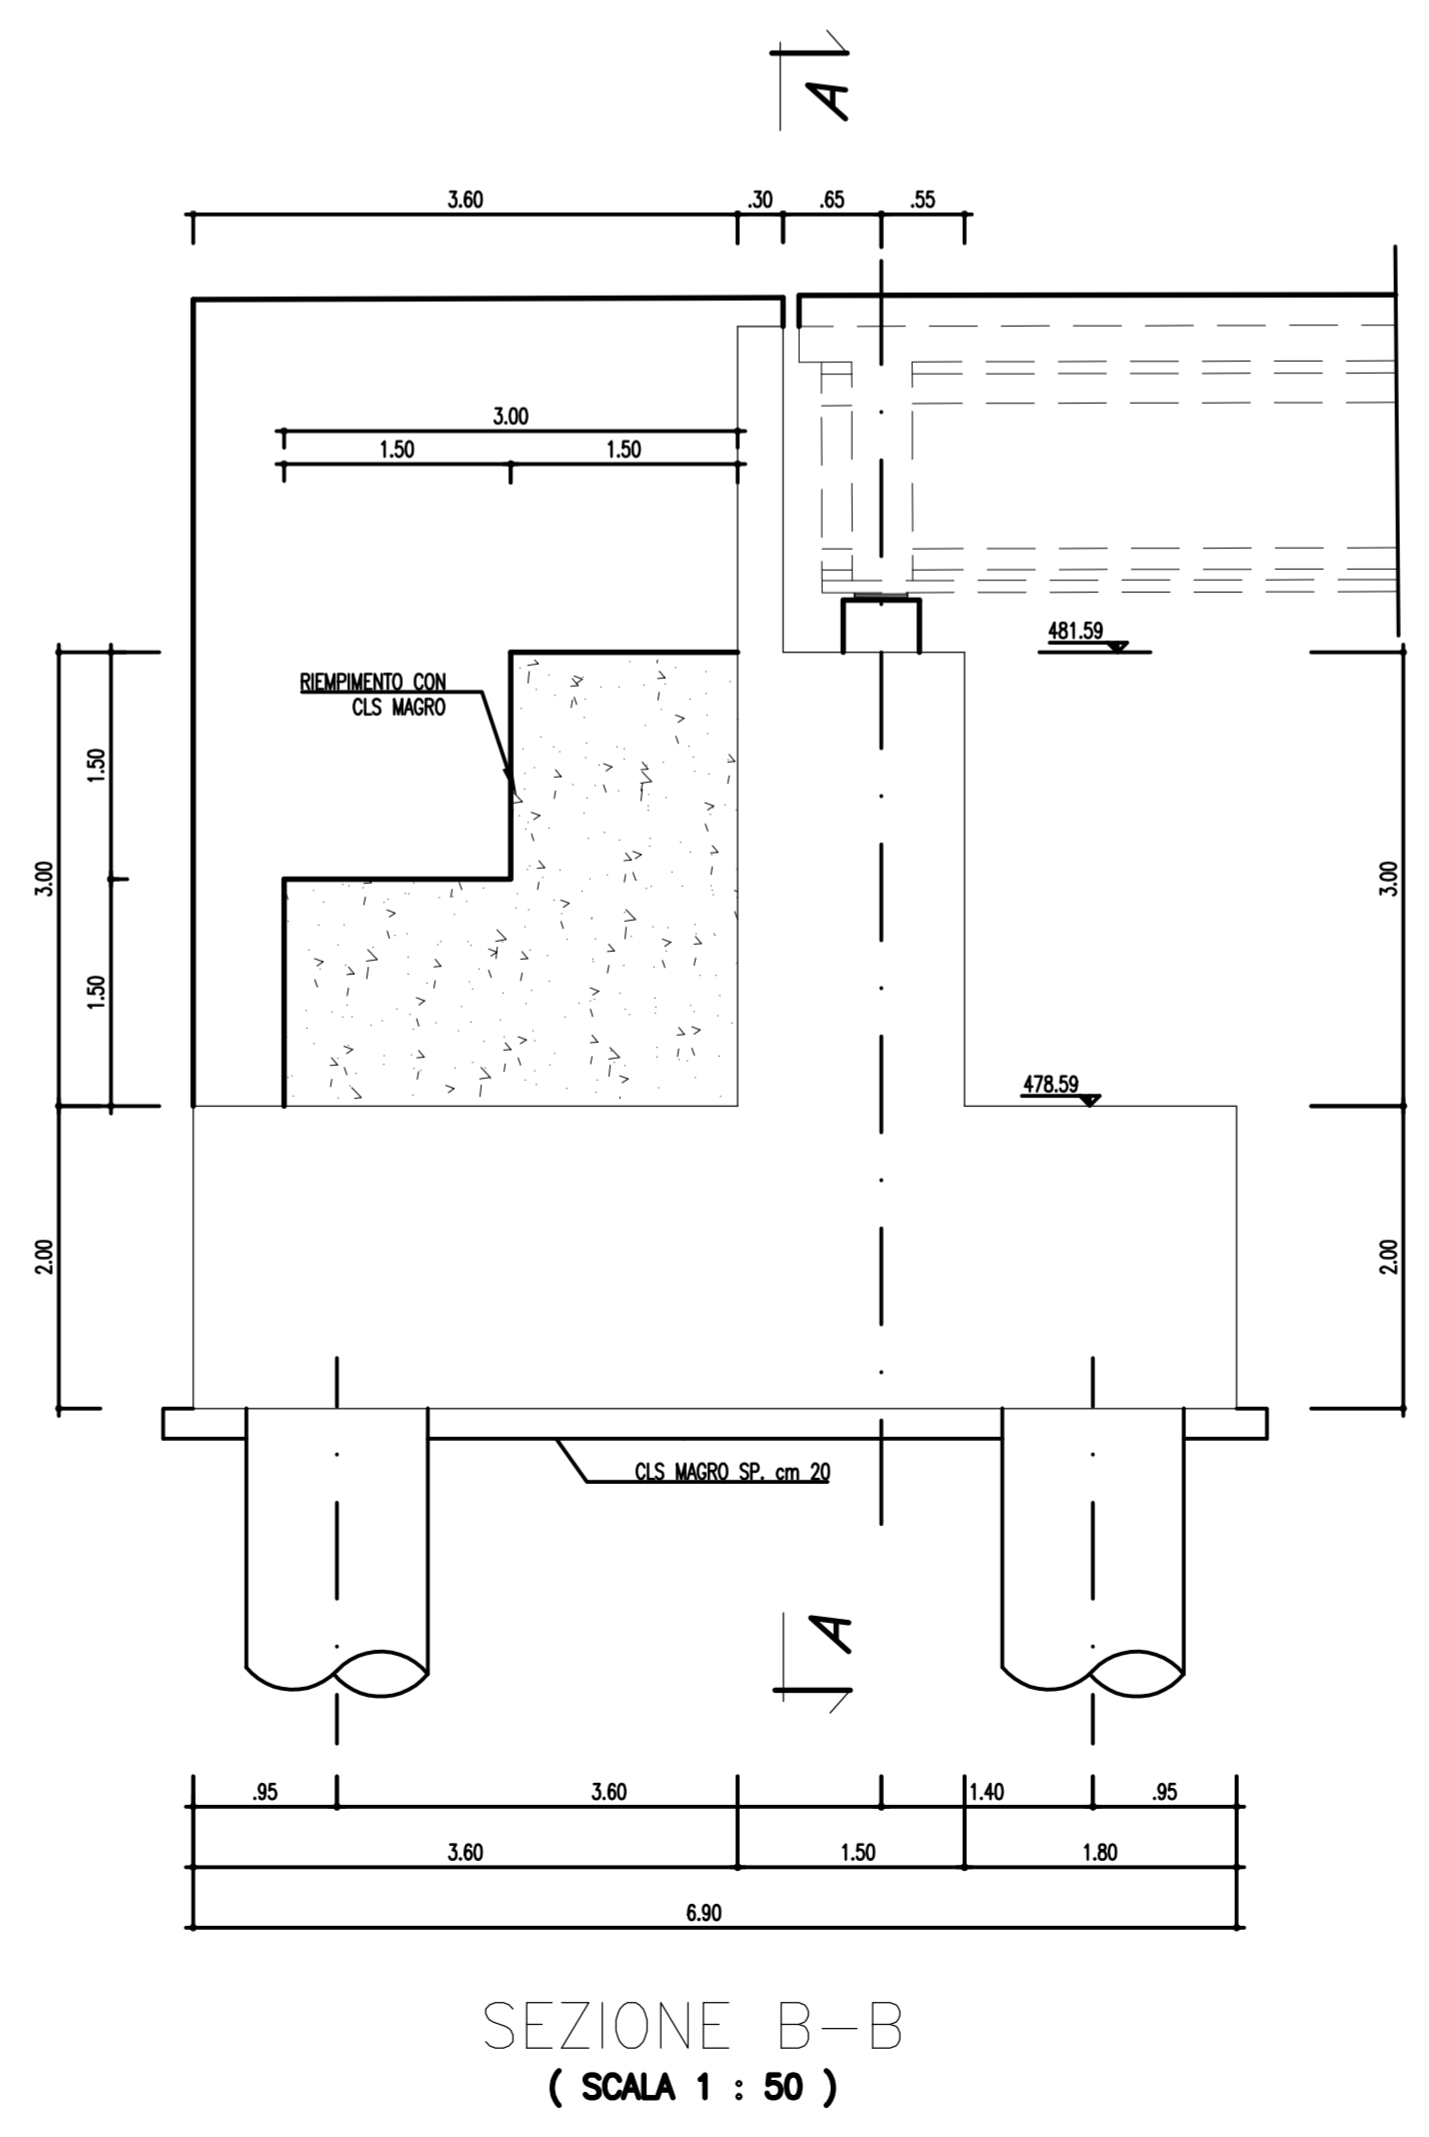 A
3.60 .30 .65 .55
3.00
1.50 1.50
481.59
RIEMPIMENTO CON
CLS MAGRO
1.50
3.00
3.00
1.50
478.59
2.00
2.00
CLS MAGRO SP. cm 20
A
.95 3.60 1.40 .95
3.60 1.50 1.80
6.90
SEZIONE B-B
( SCALA 1 : 50 )